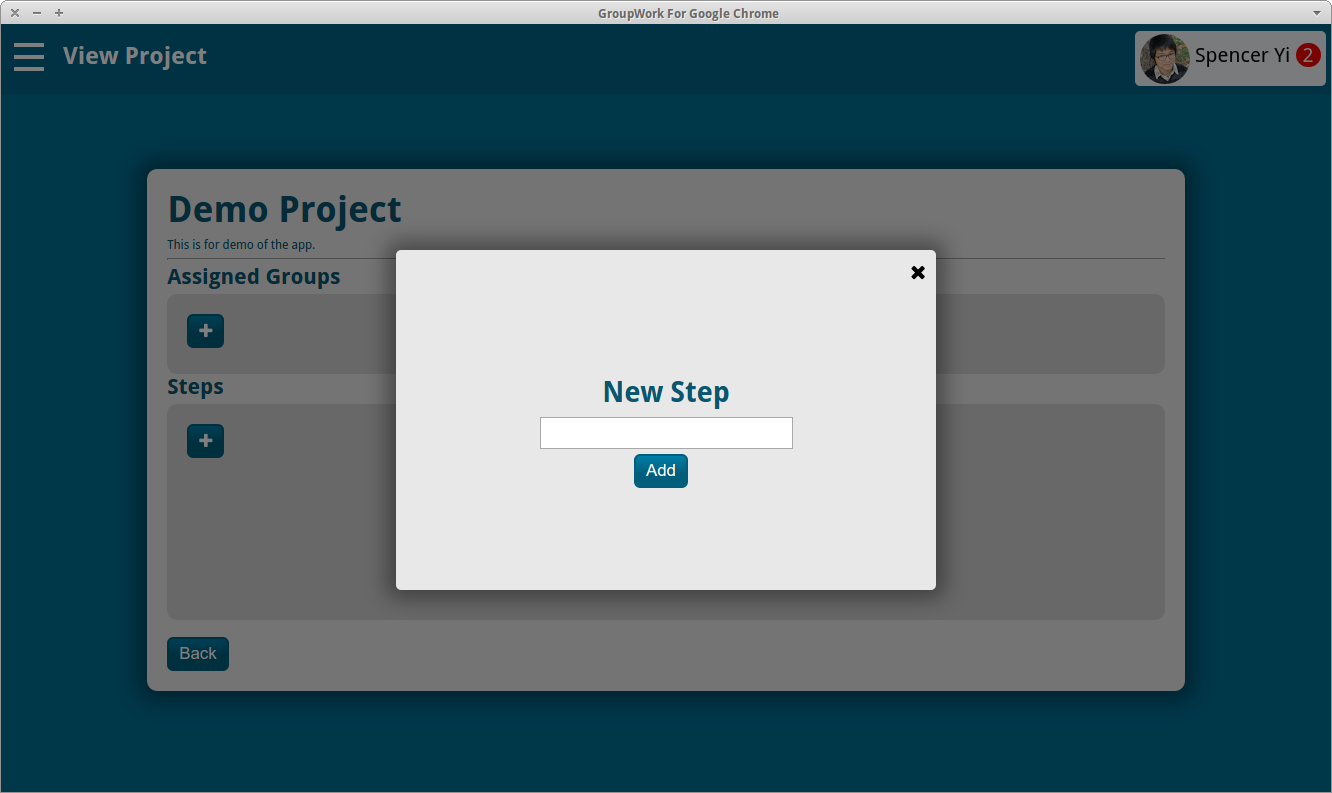 GroupWork For Google Chrome
View Project
Spencer Yi 2
Demo Project
This is for demo of the app.
Assigned Groups
Steps
New Step
Add
Back